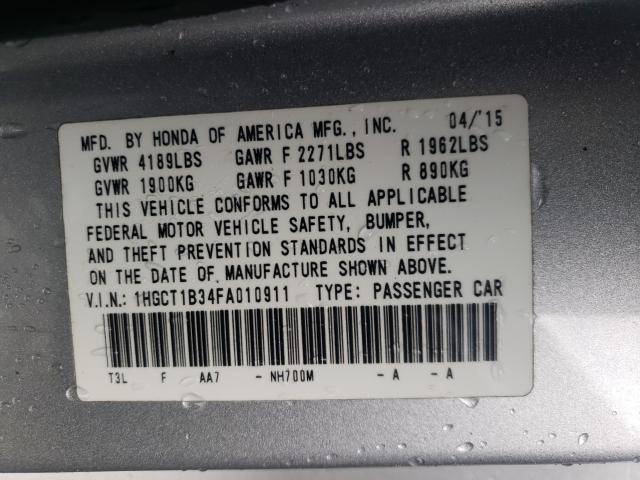 MFD. BY HONDA OF AMERICA MFG., INC. 04/'15
GVWR 4189LBS GAWR F 2271LBS R 1962LBS
GVWR 1900KG GAWR F 1030KG R 890KG
THIS VEHICLE CONFORMS TO ALL APPLICABLE
FEDERAL MOTOR VEHICLE SAFETY, BUMPER,
AND THEFT PREVENTION STANDARDS IN EFFECT
ON THE DATE OF MANUFACTURE SHOWN ABOVE.
V.I.N.: 1HGCT1B34FA010911 TYPE: PASSENGER CAR
T3L F AA7 - NH700M - A - A